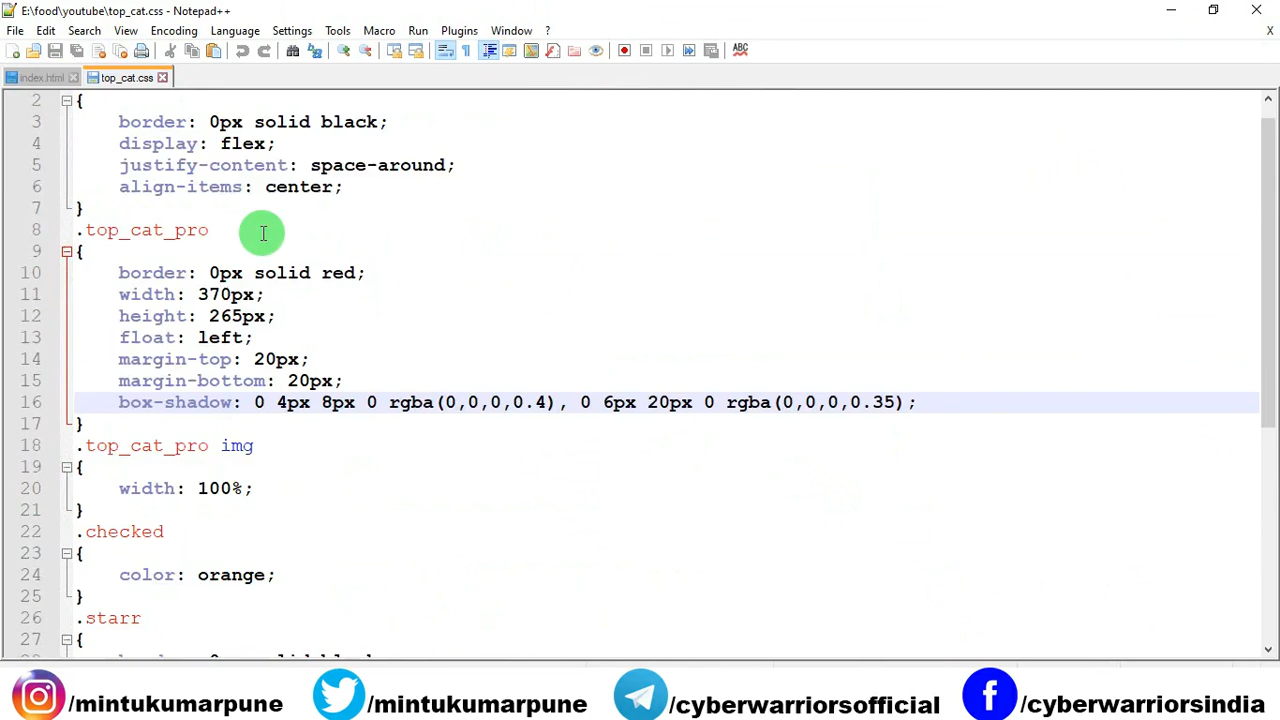 E:\food\youtube\top_cat.css - Notepad++
File Edit Search View Encoding Language Settings Tools Macro Run Plugins Window ? X
ABC
index.html top_cat.css
2 {
3 border: 0px solid black;
4 display: flex;
5 justify-content: space-around;
6 align-items: center;
7 }
8 .top_cat_pro
9 {
10 border: 0px solid red;
11 width: 370px;
12 height: 265px;
13 float: left;
14 margin-top: 20px;
15 margin-bottom: 20px;
16 box-shadow: 0 4px 8px 0 rgba(0,0,0,0.4), 0 6px 20px 0 rgba(0,0,0,0.35);
17 }
18 .top_cat_pro img
19 {
20 width: 100%;
21 }
22 .checked
23 {
24 color: orange;
25 }
26 .starr
27 {
/mintukumarpune /mintukumarpune /cyberwarriorsofficial /cyberwarriorsindia